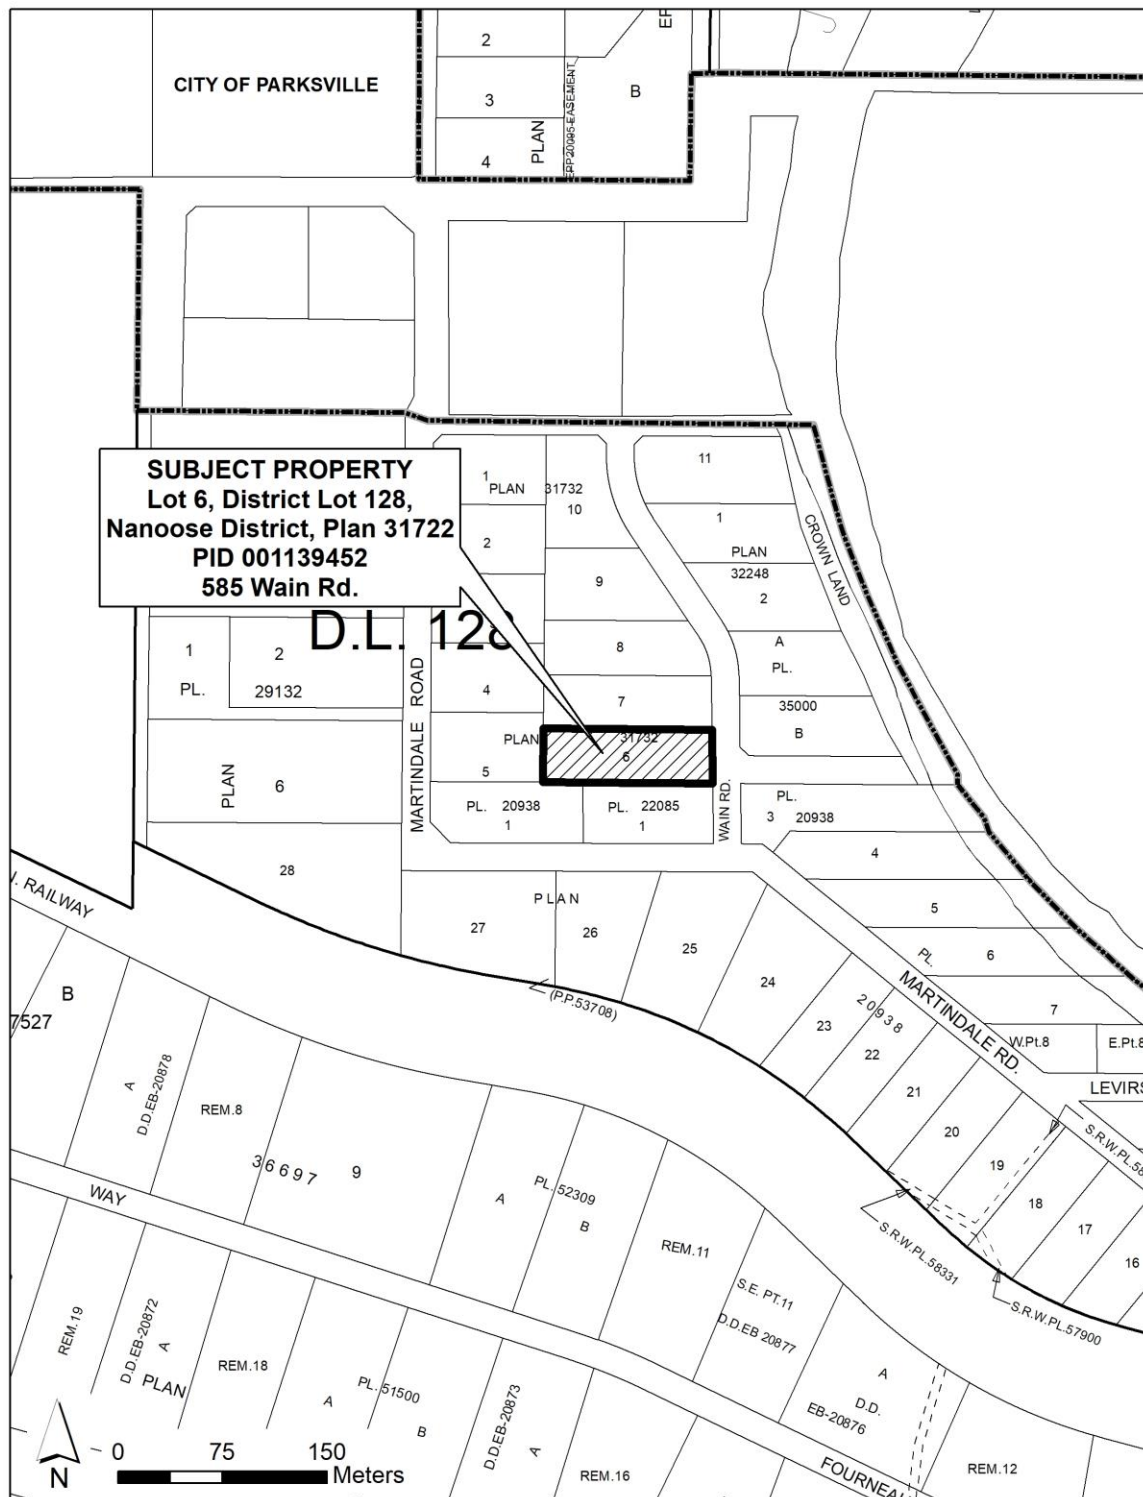 CITY OF PARKSVILLE
2
3
4
PLAN
EPP20095-EASEMENT
B
SUBJECT PROPERTY
Lot 6, District Lot 128,
Nanoose District, Plan 31722
PID 001139452
585 Wain Rd.
D.L. 128
1
PLAN 31732
10
2
9
8
4
7
PLAN 31732
5
6
11
1
PLAN
32248
2
A
PL.
35000
B
CROWN LAND
MARTINDALE ROAD
1
2
PL. 29132
PLAN
6
28
PL. 20938
1
PL. 22085
1
WAIN RD.
PL.
3 20938
4
5
PL.
6
7
W.Pt.8
E.Pt.8
LEVIRS
MARTINDALE RD.
PLAN
27
26
25
24
23
20938
22
21
20
19
18
17
16
(P.P.53708)
S.R.W.PL.58
S.R.W.PL.58331
S.R.W.PL.57900
RAILWAY
B
7527
A
D.D.EB-20878
REM.8
36697
9
A
PL. 52309
B
REM.11
S.E. PT.11
D.D.EB 20877
A
D.D.
EB-20876
REM.12
WAY
REM.19
D.D.EB-20872
A
PLAN
REM.18
A
PL. 51500
B
D.D.EB-20873
A
REM.16
FOURNEAU
N
0 75 150
Meters